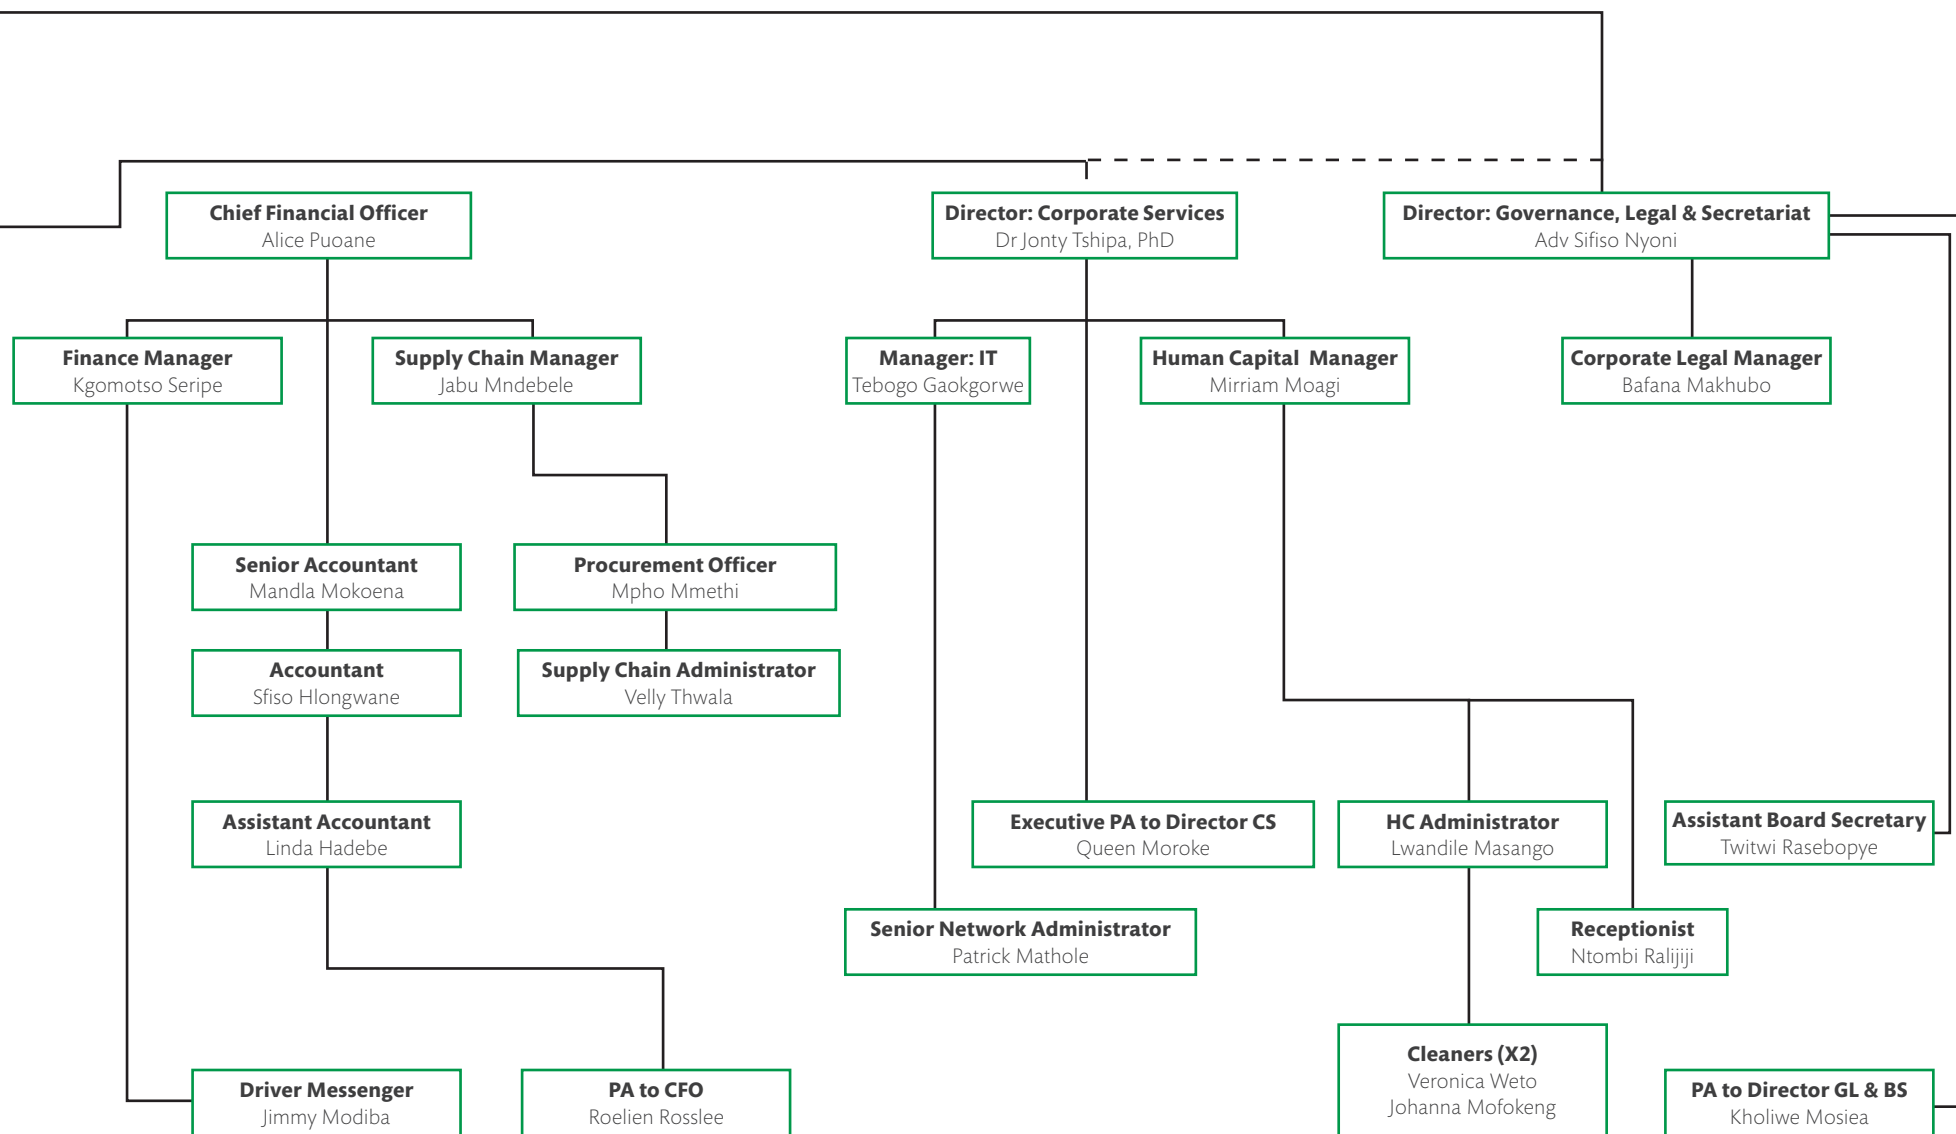 Chief Financial Officer
Alice Puoane
Director: Corporate Services
Dr Jonty Tshipa, PhD
Director: Governance, Legal & Secretariat
Adv Sifiso Nyoni
Finance Manager
Kgomotso Seripe
Supply Chain Manager
Jabu Mndebele
Manager: IT
Tebogo Gaokgorwe
Human Capital Manager
Mirriam Moagi
Corporate Legal Manager
Bafana Makhubo
Senior Accountant
Mandla Mokoena
Procurement Officer
Mpho Mmethi
Accountant
Sfiso Hlongwane
Supply Chain Administrator
Velly Thwala
Assistant Accountant
Linda Hadebe
Executive PA to Director CS
Queen Moroke
HC Administrator
Lwandile Masango
Assistant Board Secretary
Twitwi Rasebopye
Senior Network Administrator
Patrick Mathole
Receptionist
Ntombi Ralijiji
Driver Messenger
Jimmy Modiba
PA to CFO
Roelien Rosslee
Cleaners (X2)
Veronica Weto
Johanna Mofokeng
PA to Director GL & BS
Kholiwe Mosiea